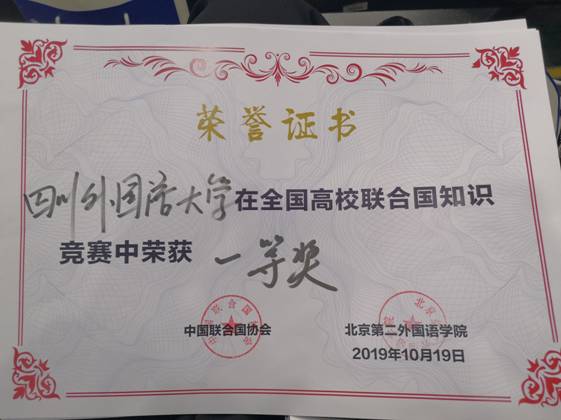 荣誉证书
四川外国语大学在全国高校联合国知识
竞赛中荣获 一等奖
中国联合国协会 北京第二外国语学院
2019年10月19日